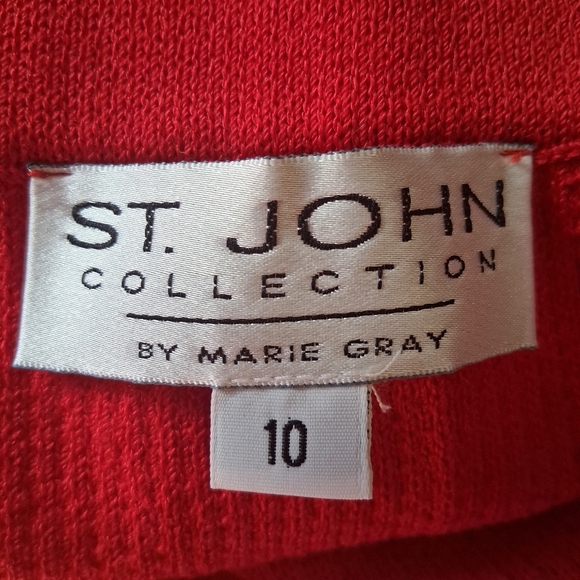 ST. JOHN
COLLECTION
BY MARIE GRAY
10